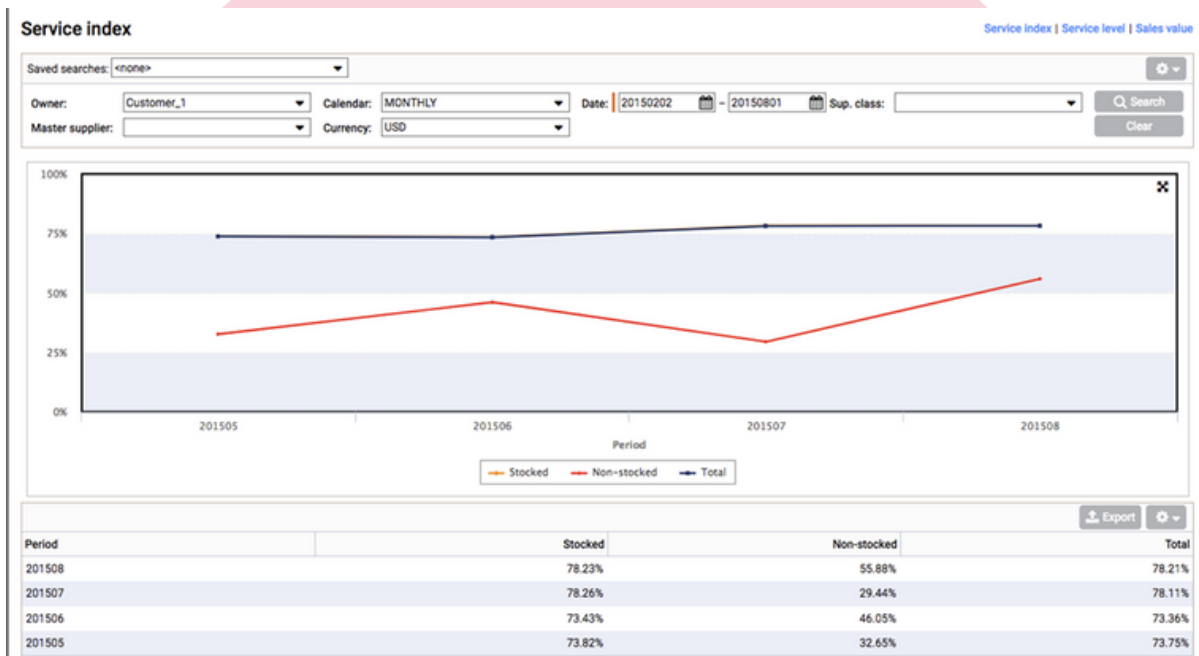 Service index
Service index | Service level | Sales value
Saved searches: <none>
Owner: Customer_1 Calendar: MONTHLY Date: 20150202 – 20150801 Sup. class: Search
Master supplier: Currency: USD Clear
100%
75%
50%
25%
0%
201505 201506 201507 201508
Period
Stocked Non-stocked Total
Export
Period Stocked Non-stocked Total
201508 78.23% 55.88% 78.21%
201507 78.26% 29.44% 78.11%
201506 73.43% 46.05% 73.36%
201505 73.82% 32.65% 73.75%